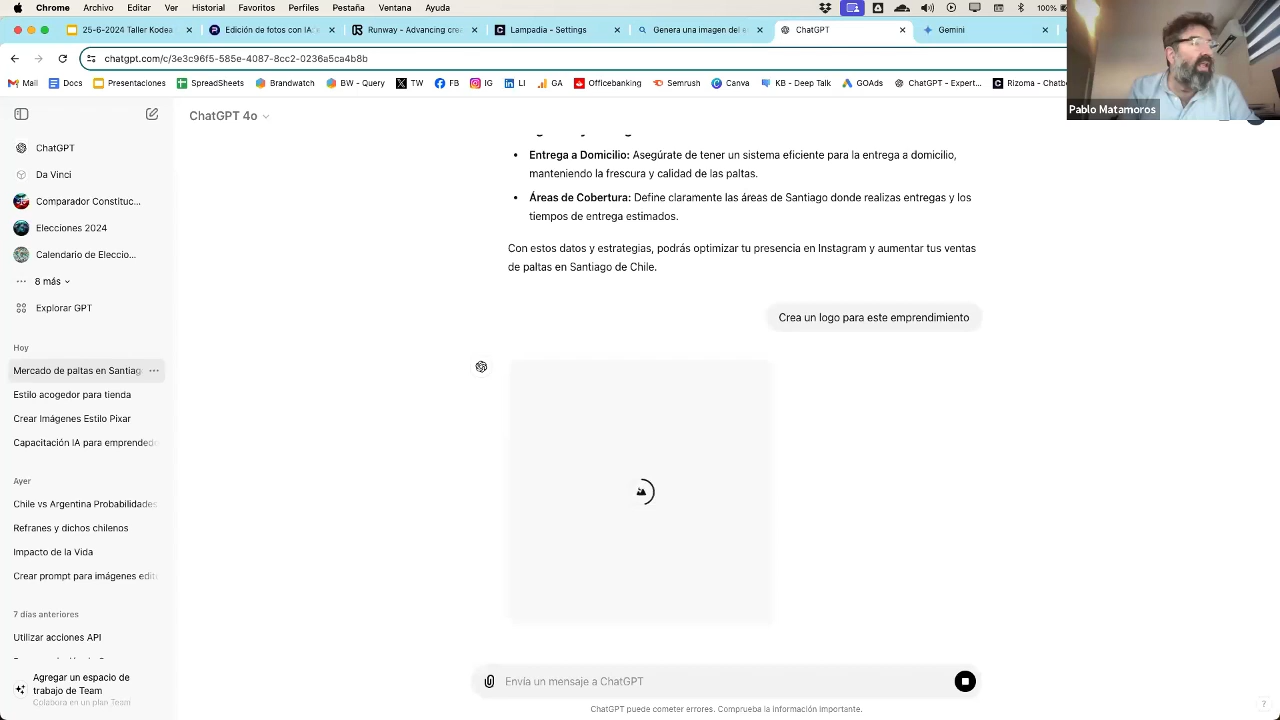 Chrome Archivo Editar Ver Historial Favoritos Perfiles Pestaña Ventana Ayuda 100%
25-6-2024 Taller Kodea
Edición de fotos con IA:
Runway - Advancing crea
Lampadia - Settings
Genera una imagen del e
ChatGPT
Gemini
chatgpt.com/c/3e3c96f5-585e-4087-8cc2-0236a5ca4b8b
Mail Docs Presentaciones SpreadSheets Brandwatch BW - Query TW FB IG LI GA Officebanking Semrush Canva KB - Deep Talk GOAds ChatGPT - Expert... Rizoma - Chatb
Pablo Matamoros
ChatGPT 4o
ChatGPT
Da Vinci
Comparador Constituc...
Elecciones 2024
Calendario de Eleccio...
8 más
Explorar GPT
Hoy
Mercado de paltas en Santiag
Estilo acogedor para tienda
Crear Imágenes Estilo Pixar
Capacitación IA para emprendedo
Ayer
Chile vs Argentina Probabilidades
Refranes y dichos chilenos
Impacto de la Vida
Crear prompt para imágenes edito
7 días anteriores
Utilizar acciones API
Agregar un espacio de
trabajo de Team
Colabora en un plan Team
• Entrega a Domicilio: Asegúrate de tener un sistema eficiente para la entrega a domicilio,
manteniendo la frescura y calidad de las paltas.
• Áreas de Cobertura: Define claramente las áreas de Santiago donde realizas entregas y los
tiempos de entrega estimados.
Con estos datos y estrategias, podrás optimizar tu presencia en Instagram y aumentar tus ventas
de paltas en Santiago de Chile.
Crea un logo para este emprendimiento
Envía un mensaje a ChatGPT
ChatGPT puede cometer errores. Comprueba la información importante.
?